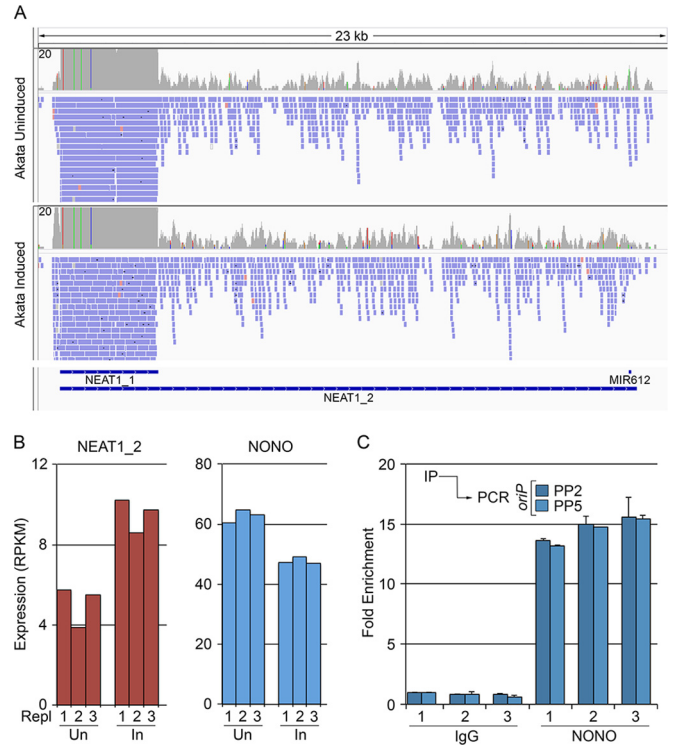 A
23 kb
20
Akata Uninduced
20
Akata Induced
NEAT1_1
MIR612
NEAT1_2
B
NEAT1_2
NONO
Expression (RPKM)
12
8
4
0
80
60
40
20
0
Repl 1 2 3 1 2 3
Un In
1 2 3 1 2 3
Un In
C
Fold Enrichment
20
15
10
5
0
IP
PCR
oriP
PP2
PP5
1 2 3 1 2 3
IgG NONO